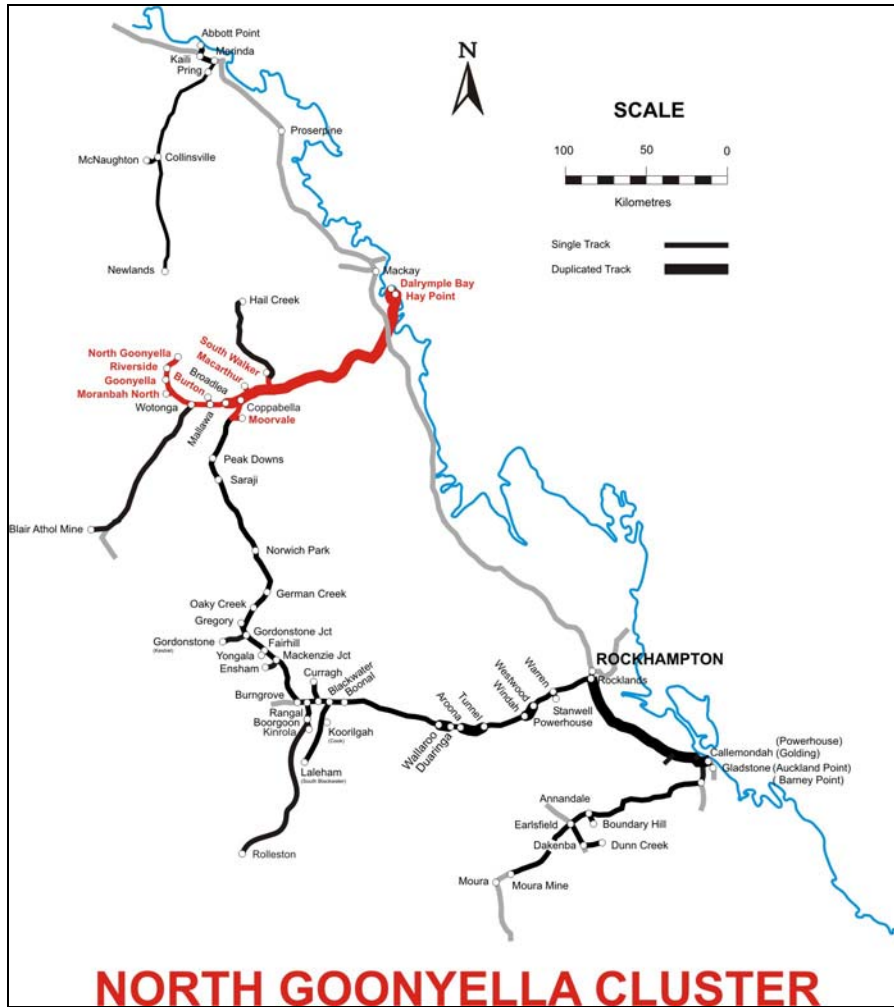 Abbott Point
Kaili
Merinda
Pring
N
SCALE
100 50 0
Kilometres
Single Track
Duplicated Track
Proserpine
McNaughton
Collinsville
Newlands
Mackay
Dalrymple Bay
Hay Point
Hail Creek
North Goonyella
Riverside
Goonyella
Moranbah North
South Walker
Macarthur
Broadlea
Burton
Wotonga
Mallawa
Coppabella
Moorvale
Peak Downs
Saraji
Blair Athol Mine
Norwich Park
German Creek
Oaky Creek
Gregory
Gordonstone
(Kestrel)
Gordonstone Jct
Fairhill
Yongala
Mackenzie Jct
Ensham
Curragh
Blackwater
Boonal
Burngrove
Rangal
Boorgoon
Kinrola
Koorilgah
(Cook)
Laleham
(South Blackwater)
Rolleston
Wallaroo
Duaringa
Aroona
Tunnel
Windah
Westwood
Warren
Powerhouse
Stanwell
ROCKHAMPTON
Rocklands
Callemondah
(Powerhouse)
(Golding)
Gladstone
(Auckland Point)
( Barney Point)
Annandale
Earlsfield
Boundary Hill
Dakenba
Dunn Creek
Moura
Moura Mine
NORTH GOONYELLA CLUSTER